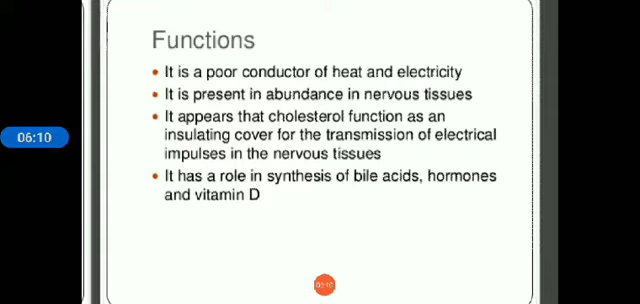 Functions
• It is a poor conductor of heat and electricity
• It is present in abundance in nervous tissues
• It appears that cholesterol function as an
insulating cover for the transmission of electrical
impulses in the nervous tissues
• It has a role in synthesis of bile acids, hormones
and vitamin D
06:10